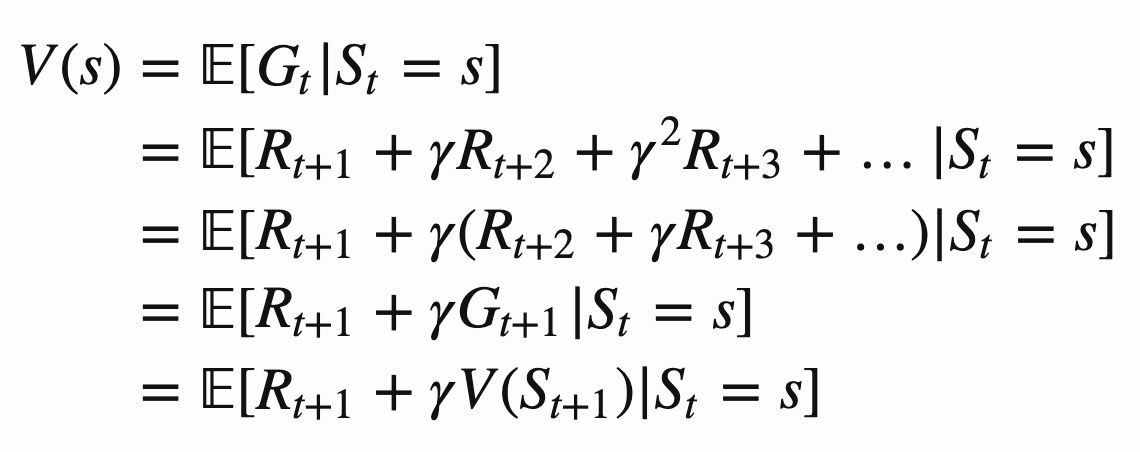 V(s) = 𝔼[G_t|S_t = s]
= 𝔼[R_{t+1} + γR_{t+2} + γ²R_{t+3} + … |S_t = s]
= 𝔼[R_{t+1} + γ(R_{t+2} + γR_{t+3} + …)|S_t = s]
= 𝔼[R_{t+1} + γG_{t+1}|S_t = s]
= 𝔼[R_{t+1} + γV(S_{t+1})|S_t = s]